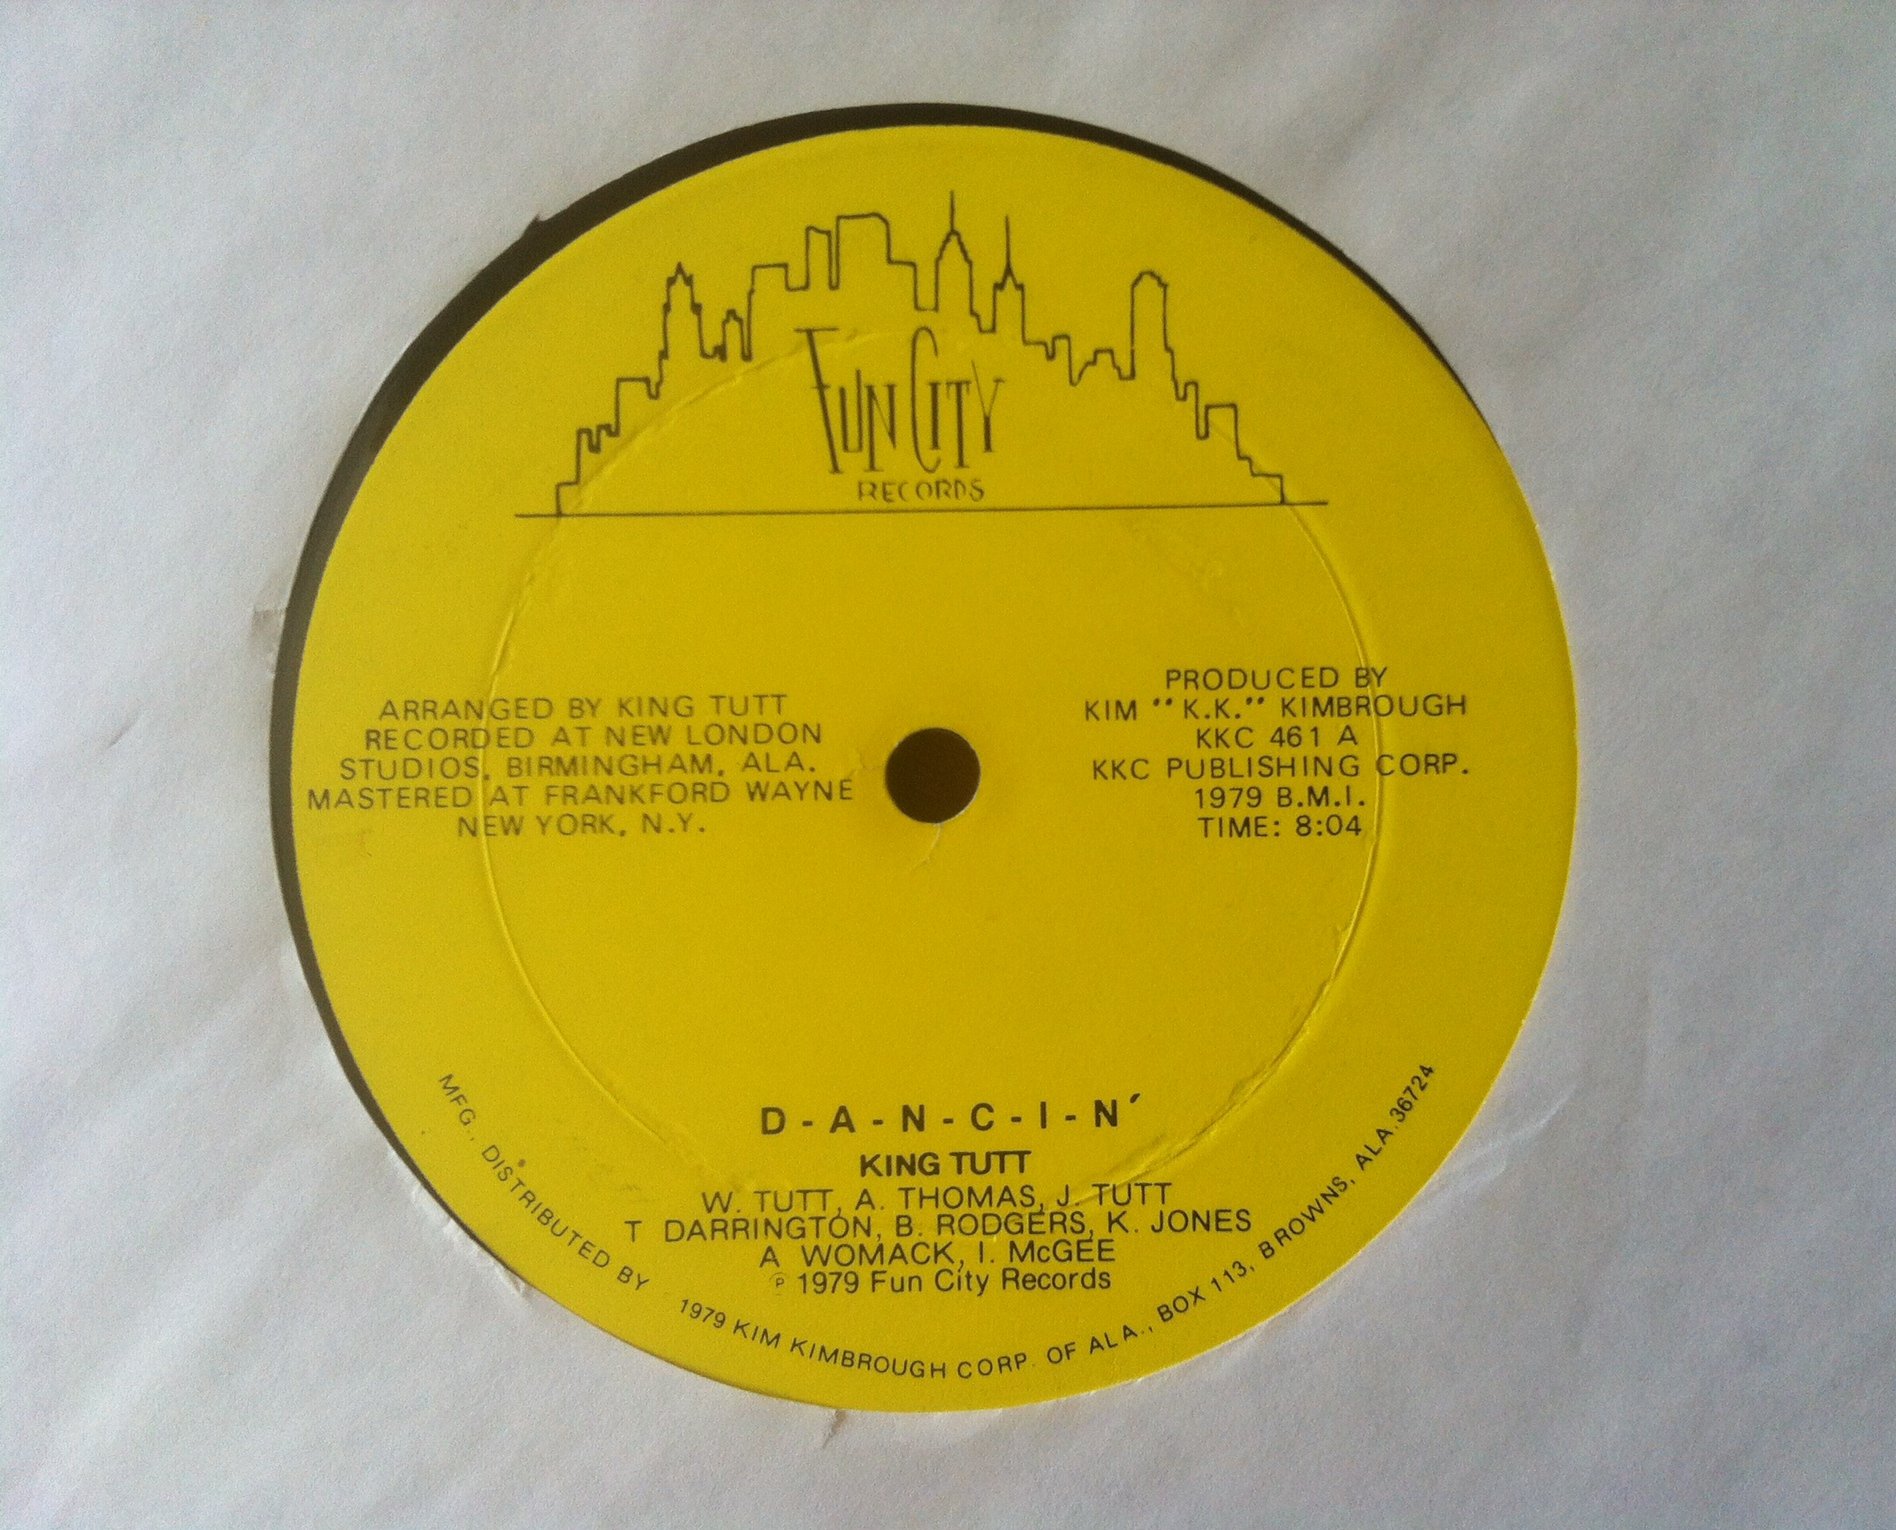 FUN CITY
RECORDS
ARRANGED BY KING TUTT
RECORDED AT NEW LONDON
STUDIOS, BIRMINGHAM, ALA.
MASTERED AT FRANKFORD WAYNE
NEW YORK, N.Y.
PRODUCED BY
KIM "K.K." KIMBROUGH
KKC 461 A
KKC PUBLISHING CORP.
1979 B.M.I.
TIME: 8:04
D-A-N-C-I-N´
KING TUTT
W. TUTT, A. THOMAS, J. TUTT
T DARRINGTON, B. RODGERS, K. JONES
A WOMACK, I. McGEE
℗ 1979 Fun City Records
MFG., DISTRIBUTED BY 1979 KIM KIMBROUGH CORP. OF ALA., BOX 113, BROWNS, ALA. 36724